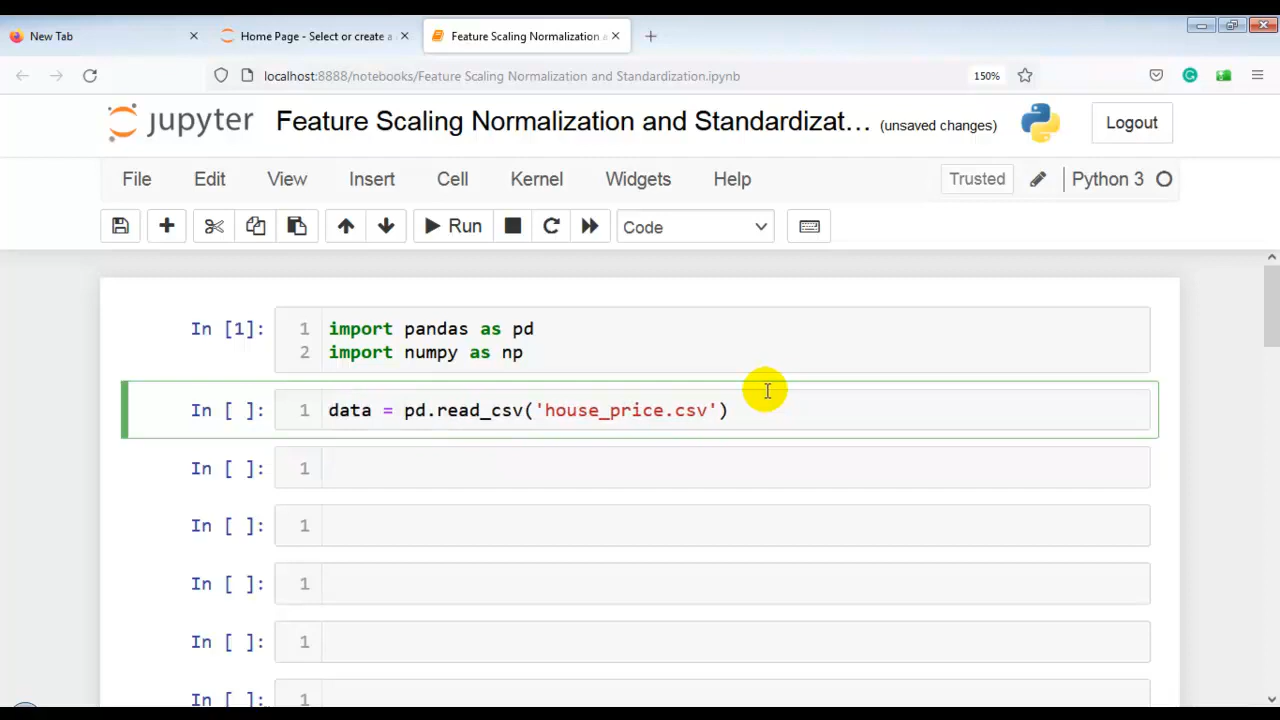 New Tab
Home Page - Select or create a
Feature Scaling Normalization a
localhost:8888/notebooks/Feature Scaling Normalization and Standardization.ipynb
150%
jupyter
Feature Scaling Normalization and Standardizat...
(unsaved changes)
Logout
File Edit View Insert Cell Kernel Widgets Help
Trusted
Python 3
Run
Code
In [1]:
1 import pandas as pd
2 import numpy as np
In [ ]:
1 data = pd.read_csv('house_price.csv')
In [ ]: 1
In [ ]: 1
In [ ]: 1
In [ ]: 1
In [ ]: 1